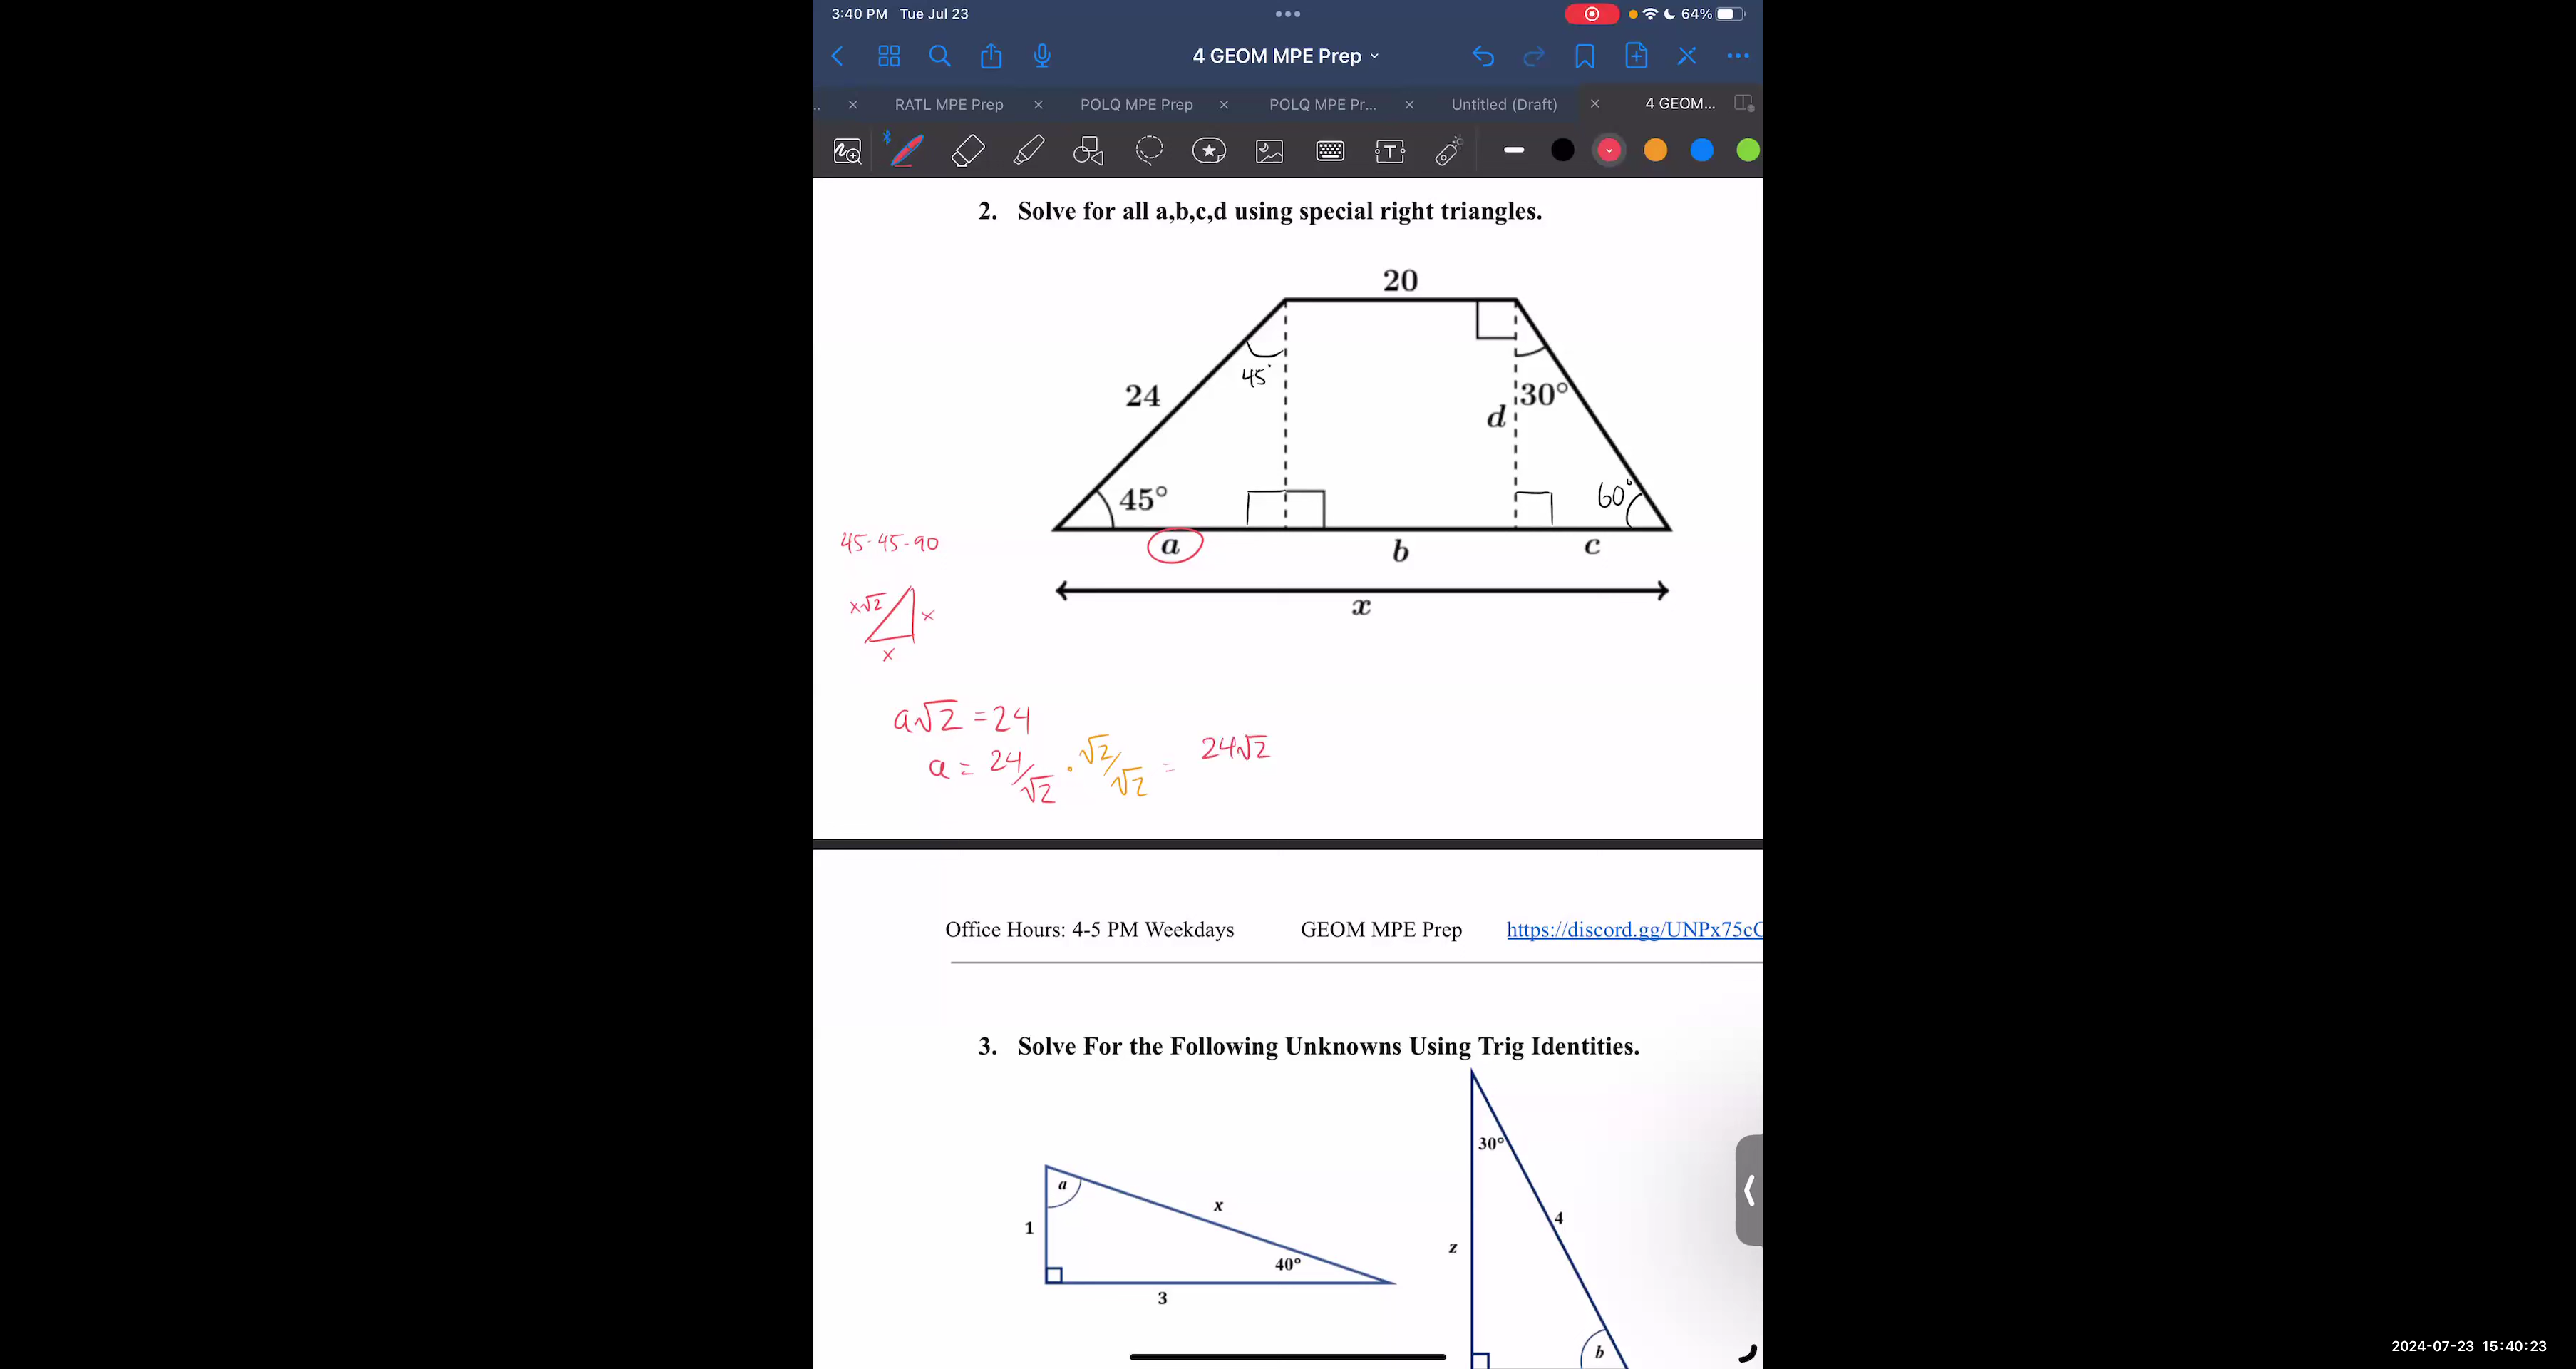 3:40 PM Tue Jul 23
64%
4 GEOM MPE Prep
..
RATL MPE Prep
POLQ MPE Prep
POLQ MPE Pr...
Untitled (Draft)
4 GEOM...
2. Solve for all a,b,c,d using special right triangles.
20
45°
24
30°
d
45°
60°
45-45-90
a
b
c
x√2
x
x
x
a√2 = 24
a = 24/√2 · √2/√2 = 24√2
Office Hours: 4-5 PM Weekdays GEOM MPE Prep https://discord.gg/UNPx75c
3. Solve For the Following Unknowns Using Trig Identities.
30°
a
x
4
1
z
40°
3
b
2024-07-23 15:40:23